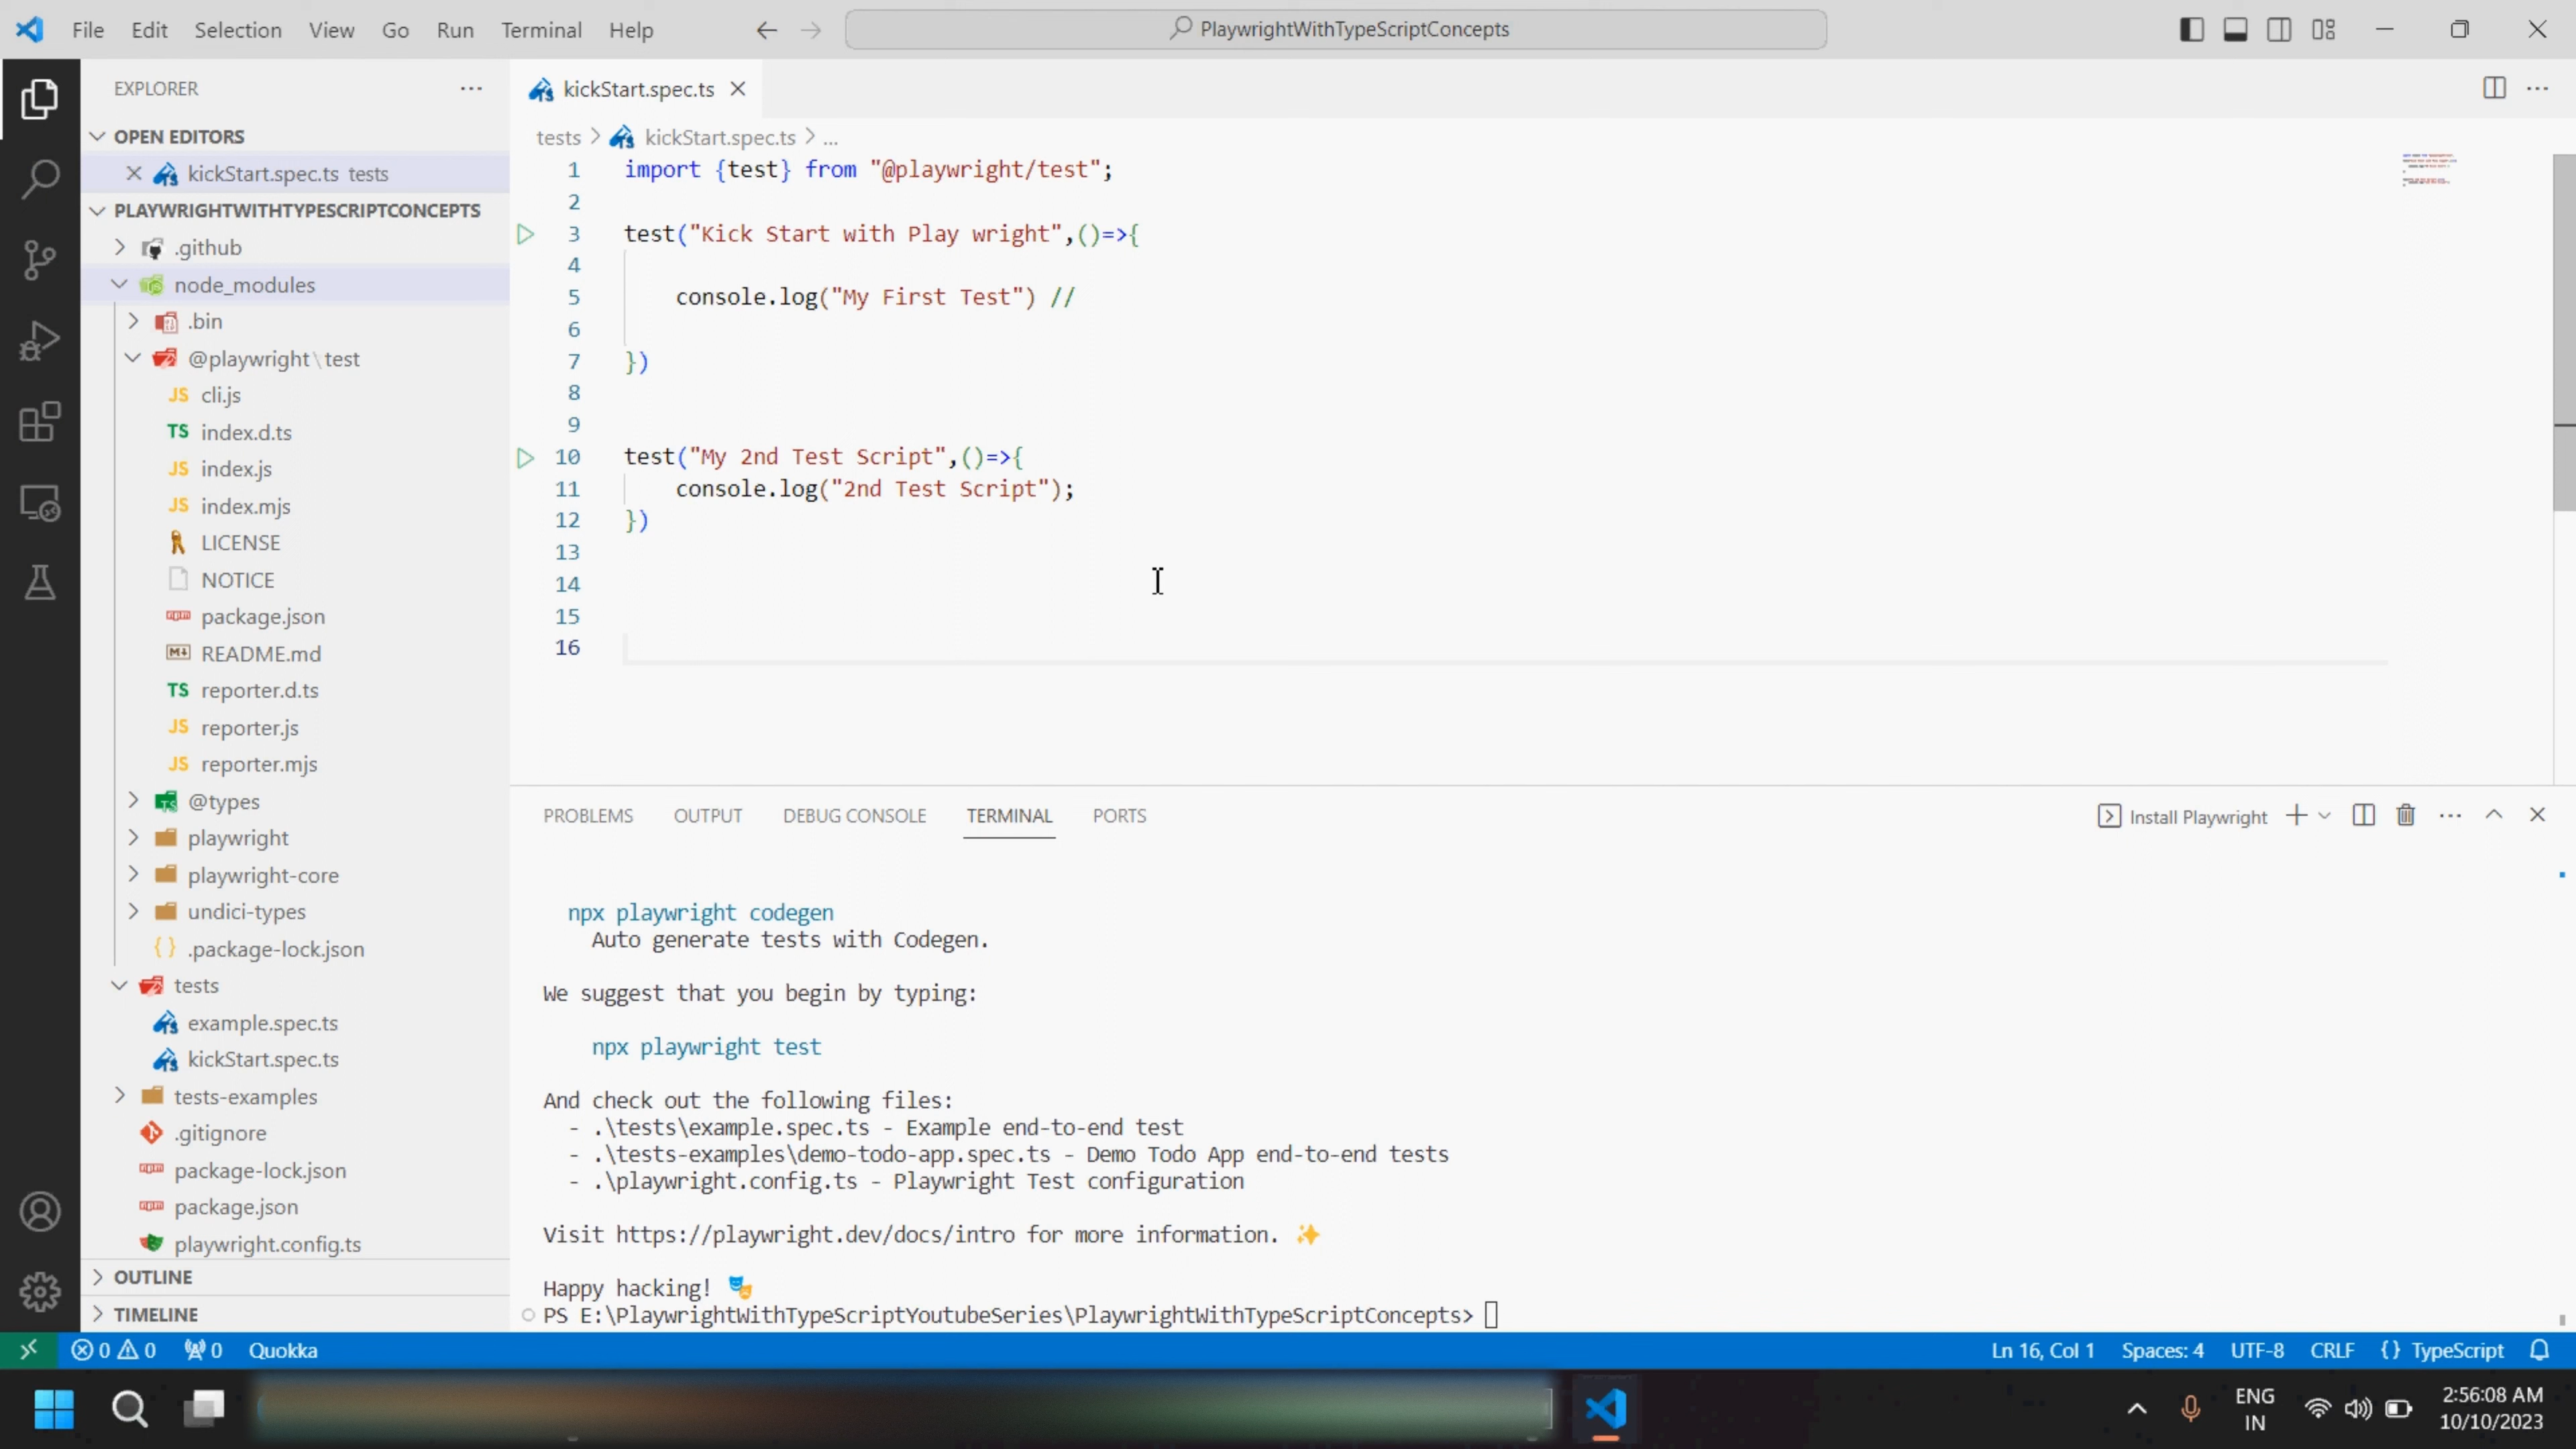 File Edit Selection View Go Run Terminal Help
PlaywrightWithTypeScriptConcepts
EXPLORER
OPEN EDITORS
kickStart.spec.ts tests
PLAYWRIGHTWITHTYPESCRIPTCONCEPTS
.github
node_modules
.bin
@playwright\test
cli.js
index.d.ts
index.js
index.mjs
LICENSE
NOTICE
package.json
README.md
reporter.d.ts
reporter.js
reporter.mjs
@types
playwright
playwright-core
undici-types
.package-lock.json
tests
example.spec.ts
kickStart.spec.ts
tests-examples
.gitignore
package-lock.json
package.json
playwright.config.ts
OUTLINE
TIMELINE
kickStart.spec.ts
tests > kickStart.spec.ts > ...
1 import {test} from "@playwright/test";
2
3 test("Kick Start with Play wright",()=>{
4
5 console.log("My First Test") //
6
7 })
8
9
10 test("My 2nd Test Script",()=>{
11 console.log("2nd Test Script");
12 })
13
14
15
16
PROBLEMS OUTPUT DEBUG CONSOLE TERMINAL PORTS
Install Playwright
npx playwright codegen
Auto generate tests with Codegen.
We suggest that you begin by typing:
npx playwright test
And check out the following files:
- .\tests\example.spec.ts - Example end-to-end test
- .\tests-examples\demo-todo-app.spec.ts - Demo Todo App end-to-end tests
- .\playwright.config.ts - Playwright Test configuration
Visit https://playwright.dev/docs/intro for more information. ✨
Happy hacking! 🎭
PS E:\PlaywrightWithTypeScriptYoutubeSeries\PlaywrightWithTypeScriptConcepts>
0 0 0 Quokka
Ln 16, Col 1 Spaces: 4 UTF-8 CRLF {} TypeScript
ENG
IN
2:56:08 AM
10/10/2023